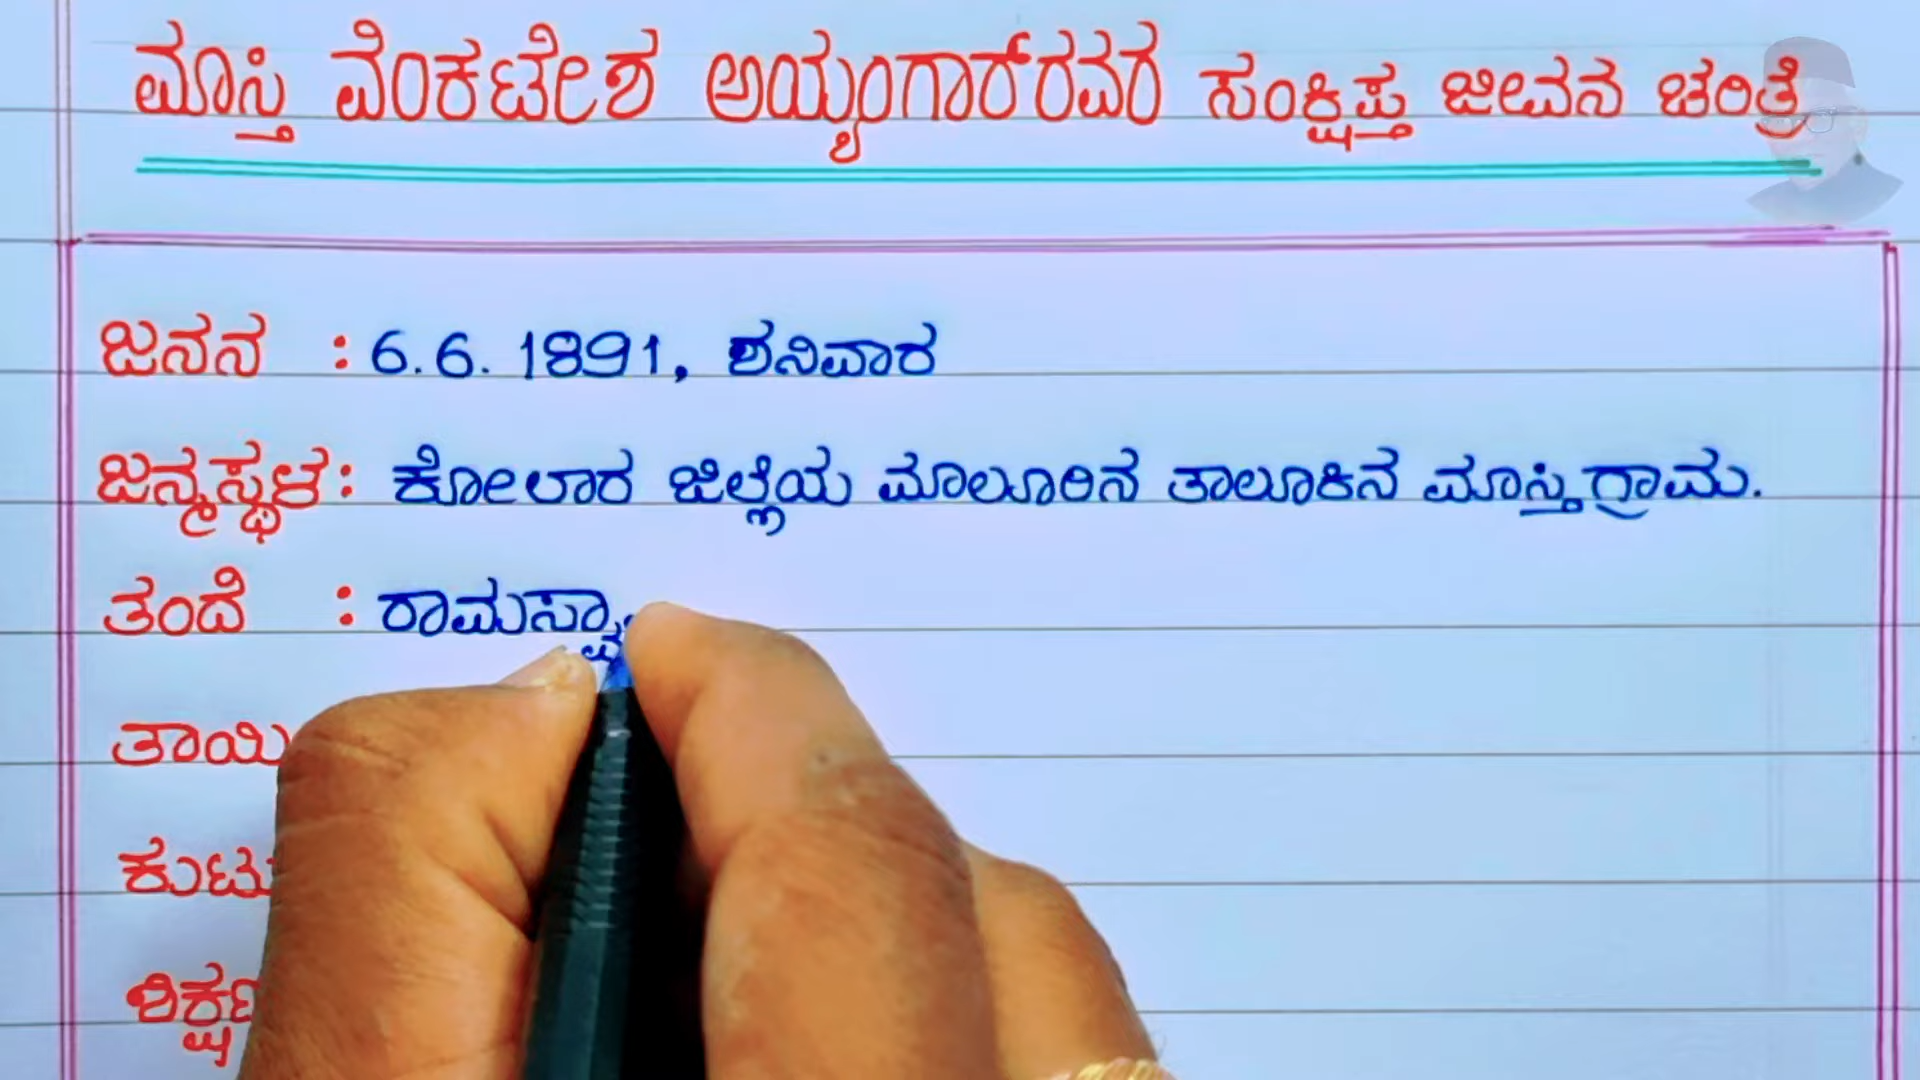 ಮಾಸ್ತಿ ವೆಂಕಟೇಶ ಅಯ್ಯಂಗಾರ್‌ರವರ ಸಂಕ್ಷಿಪ್ತ ಜೀವನ ಚರಿತ್ರೆ
ಜನನ : 6.6.1891, ಶನಿವಾರ
ಜನ್ಮಸ್ಥಳ: ಕೋಲಾರ ಜಿಲ್ಲೆಯ ಮಾಲೂರಿನ ತಾಲೂಕಿನ ಮಾಸ್ತಿಗ್ರಾಮ.
ತಂದೆ : ರಾಮಸ್ವಾ
ತಾಯಿ